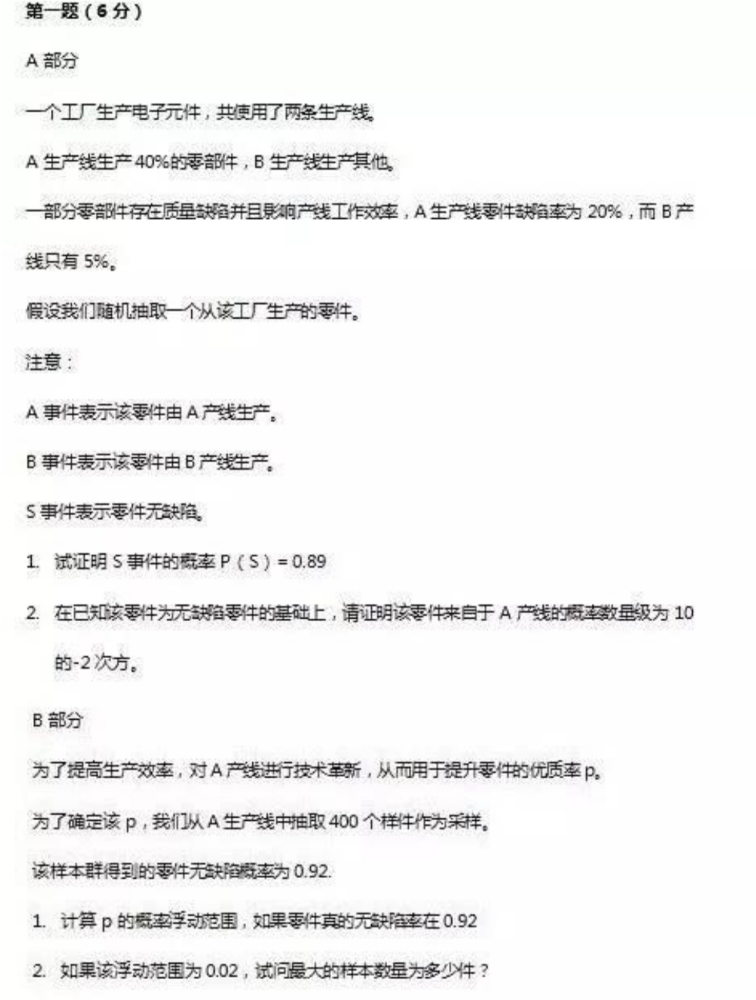 第一题（6 分）
A 部分
一个工厂生产电子元件，共使用了两条生产线。
A 生产线生产 40%的零部件，B 生产线生产其他。
一部分零部件存在质量缺陷并且影响产线工作效率，A 生产线零件缺陷率为 20%，而 B 产
线只有 5%。
假设我们随机抽取一个从该工厂生产的零件。
注意：
A 事件表示该零件由 A 产线生产。
B 事件表示该零件由 B 产线生产。
S 事件表示零件无缺陷。
1. 试证明 S 事件的概率 P（S）= 0.89
2. 在已知该零件为无缺陷零件的基础上，请证明该零件来自于 A 产线的概率数量级为 10
的-2 次方。
B 部分
为了提高生产效率，对 A 产线进行技术革新，从而用于提升零件的优质率 p。
为了确定该 p，我们从 A 生产线中抽取 400 个样件作为采样。
该样本群得到的零件无缺陷概率为 0.92.
1. 计算 p 的概率浮动范围，如果零件真的无缺陷率在 0.92
2. 如果该浮动范围为 0.02，试问最大的样本数量为多少件？